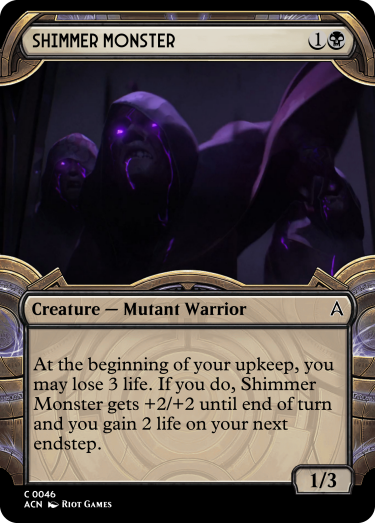 SHIMMER MONSTER 1
Creature — Mutant Warrior
At the beginning of your upkeep, you
may lose 3 life. If you do, Shimmer
Monster gets +2/+2 until end of turn
and you gain 2 life on your next
endstep.
1/3
C 0046
ACN RIOT GAMES